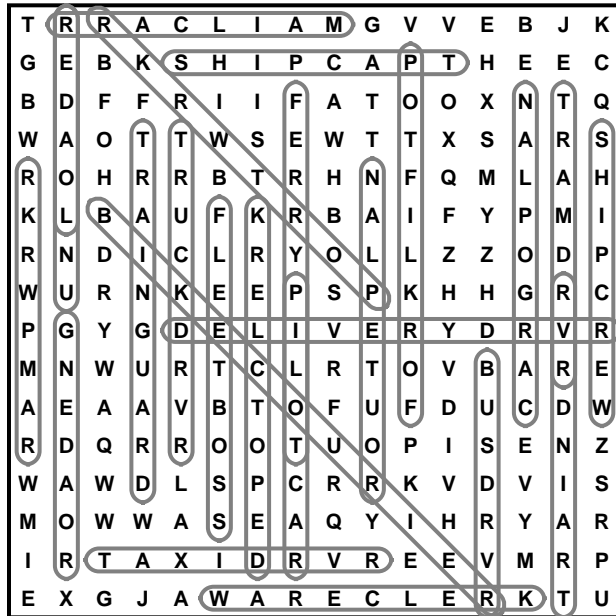 T R R A C L I A M G V V E B J K
G E B K S H I P C A P T H E E C
B D F F R I I F A T O O X N T Q
W A O T T W S E W T T X S A R S
R O H R R B T R H N F Q M L A H
K L B A U F K R B A I F Y P M I
R N D I C L R Y O L L Z Z O D P
W U R N K E E P S P K H H G R C
P G Y G D E L I V E R Y D R V R
M N W U R T C L R T O V B A R E
A E A A V B T O F U F D U C D W
R D Q R R O O T U O P I S E N Z
W A W D L S P C R R K V D V I S
M O W W A S E A Q Y I H R Y A R
I R T A X I D R V R E E V M R P
E X G J A W A R E C L E R K T U